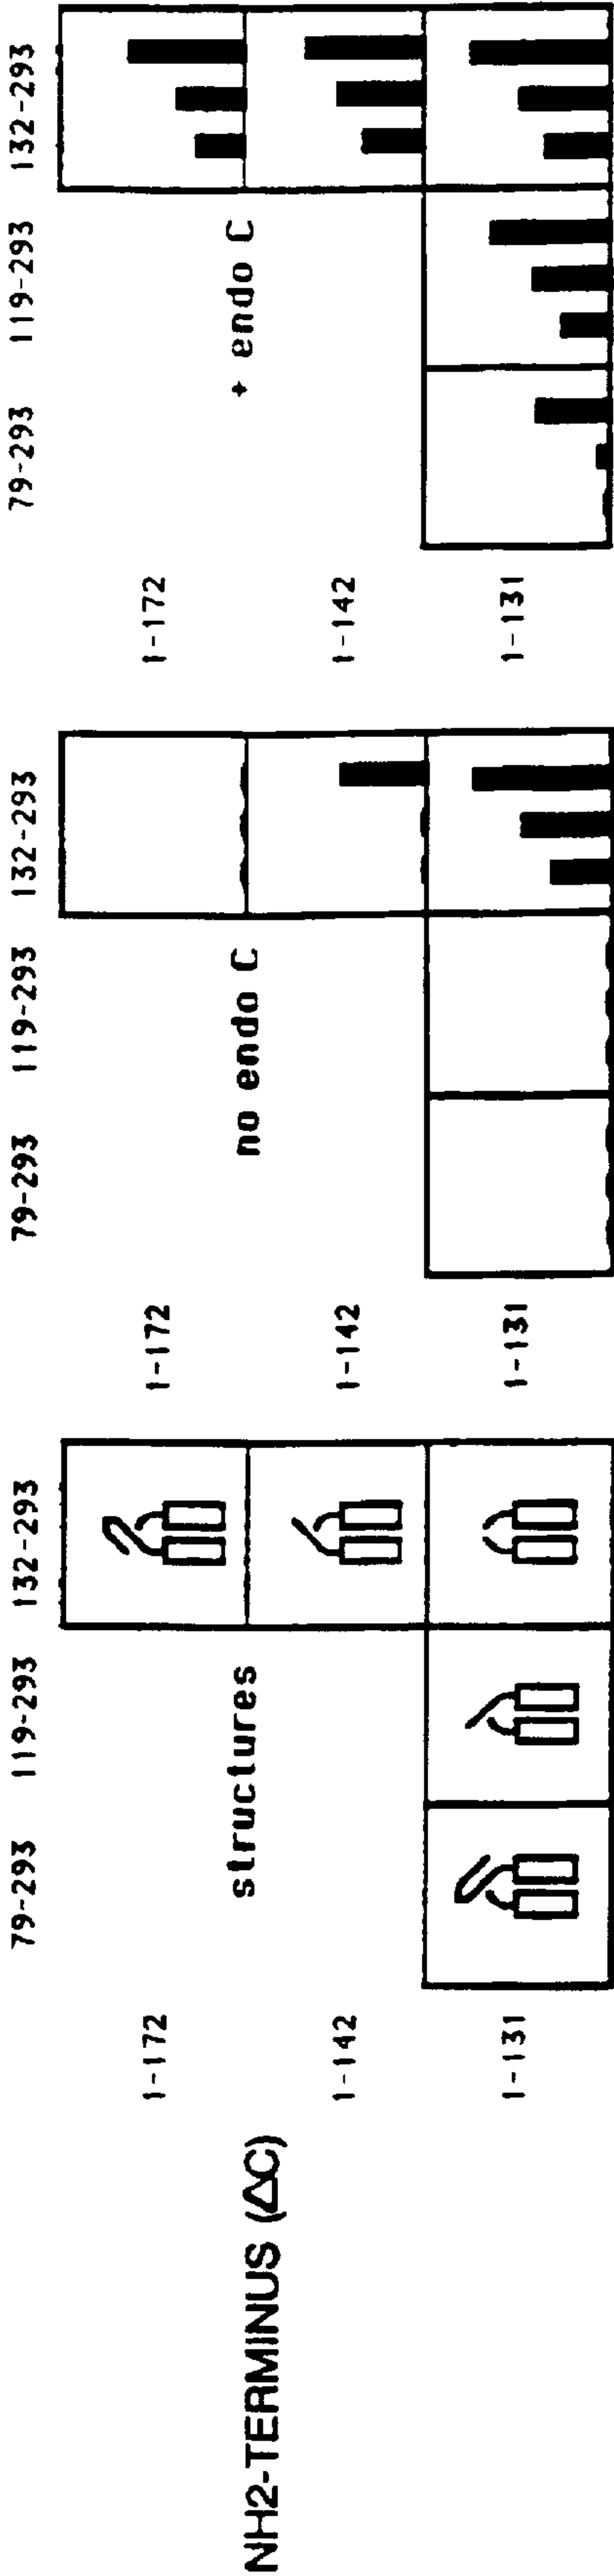 NH2-TERMINUS (ΔC)
79-293 119-293 132-293
1-172
structures
1-142
1-131
79-293 119-293 132-293
1-172
no endo C
1-142
1-131
79-293 119-293 132-293
1-172
+ endo C
1-142
1-131